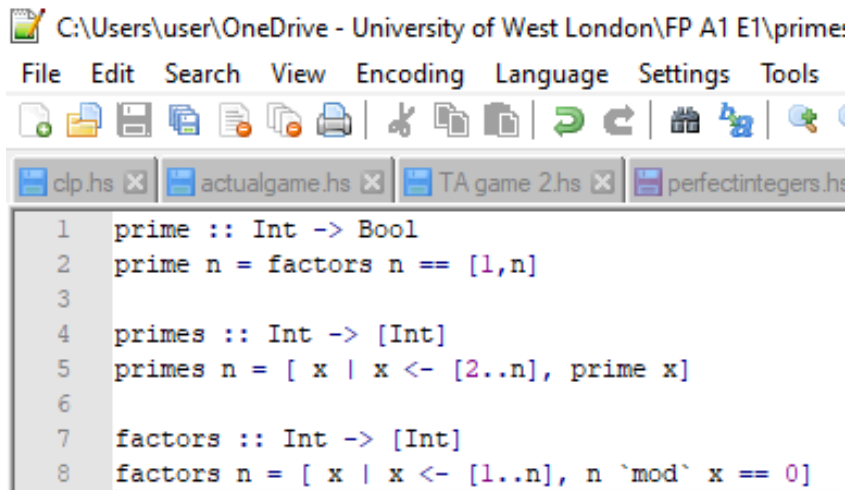 C:\Users\user\OneDrive - University of West London\FP A1 E1\primes
File Edit Search View Encoding Language Settings Tools
clp.hs actualgame.hs TA game 2.hs perfectintegers.hs
1 prime :: Int -> Bool
2 prime n = factors n == [1,n]
3
4 primes :: Int -> [Int]
5 primes n = [ x | x <- [2..n], prime x]
6
7 factors :: Int -> [Int]
8 factors n = [ x | x <- [1..n], n `mod` x == 0]